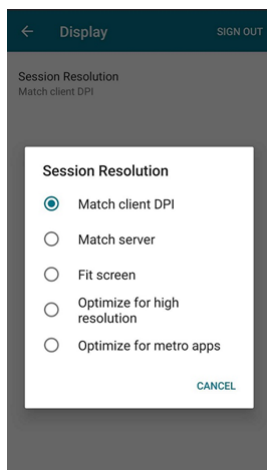 Display
SIGN OUT
Session Resolution
Match client DPI
Session Resolution
Match client DPI
Match server
Fit screen
Optimize for high
resolution
Optimize for metro apps
CANCEL